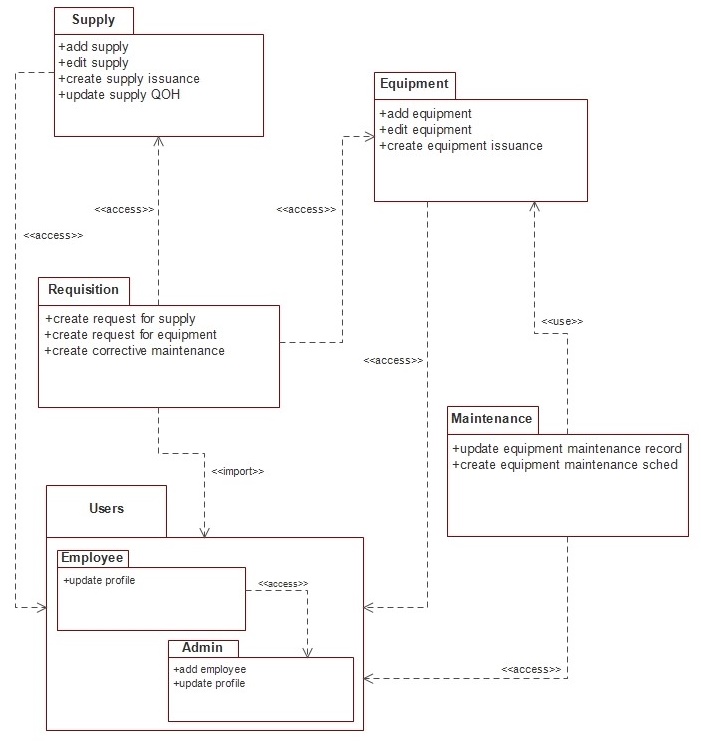 Supply
+add supply
+edit supply
+create supply issuance
+update supply QOH
Equipment
+add equipment
+edit equipment
+create equipment issuance
<<access>>
<<access>>
<<access>>
Requisition
+create request for supply
+create request for equipment
+create corrective maintenance
<<use>>
<<access>>
Maintenance
+update equipment maintenance record
+create equipment maintenance sched
<<import>>
Users
Employee
+update profile
<<access>>
Admin
+add employee
+update profile
<<access>>